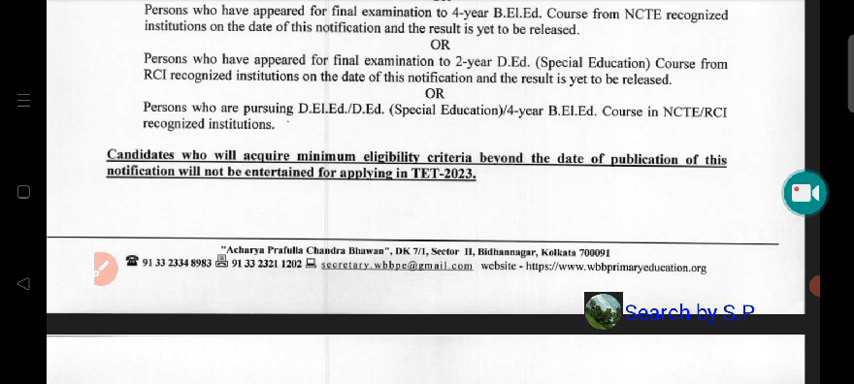 Persons who have appeared for final examination to 4-year B.El.Ed. Course from NCTE recognized
institutions on the date of this notification and the result is yet to be released.
OR
Persons who have appeared for final examination to 2-year D.Ed. (Special Education) Course from
RCI recognized institutions on the date of this notification and the result is yet to be released.
OR
Persons who are pursuing D.El.Ed./D.Ed. (Special Education)/4-year B.El.Ed. Course in NCTE/RCI
recognized institutions.
Candidates who will acquire minimum eligibility criteria beyond the date of publication of this
notification will not be entertained for applying in TET-2023.
"Acharya Prafulla Chandra Bhawan", DK 7/1, Sector II, Bidhannagar, Kolkata 700091
91 33 2334 8983 91 33 2321 1202 secretary.wbbpe@gmail.com website - https://www.wbbprimaryeducation.org
Search by S.P